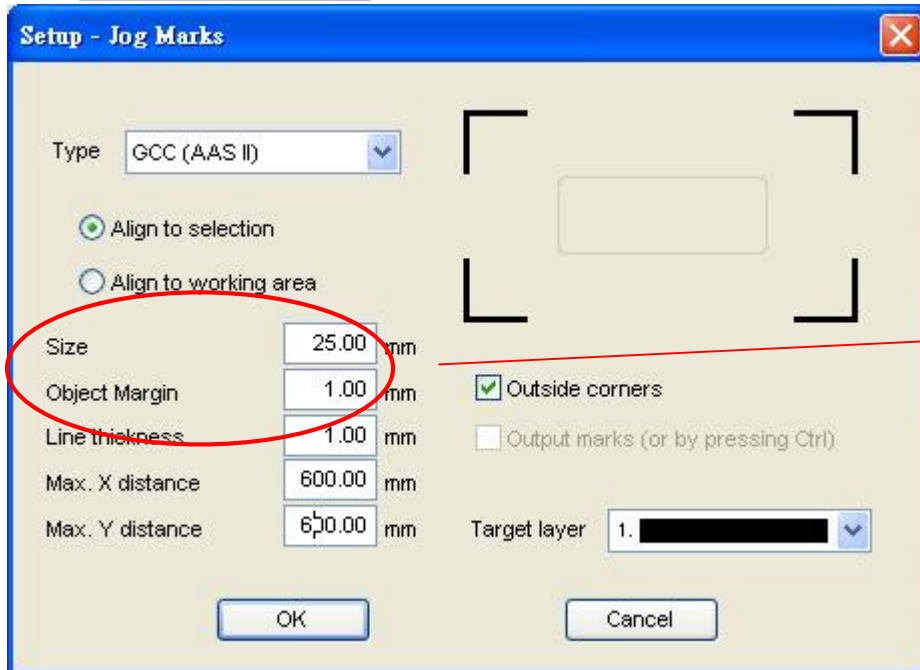 Setup - Jog Marks
Type GCC (AAS II)
Align to selection
Align to working area
Size 25.00 mm
Object Margin 1.00 mm
Outside corners
Line thickness 1.00 mm
Output marks (or by pressing Ctrl)
Max. X distance 600.00 mm
Max. Y distance 600.00 mm
Target layer 1.
OK Cancel